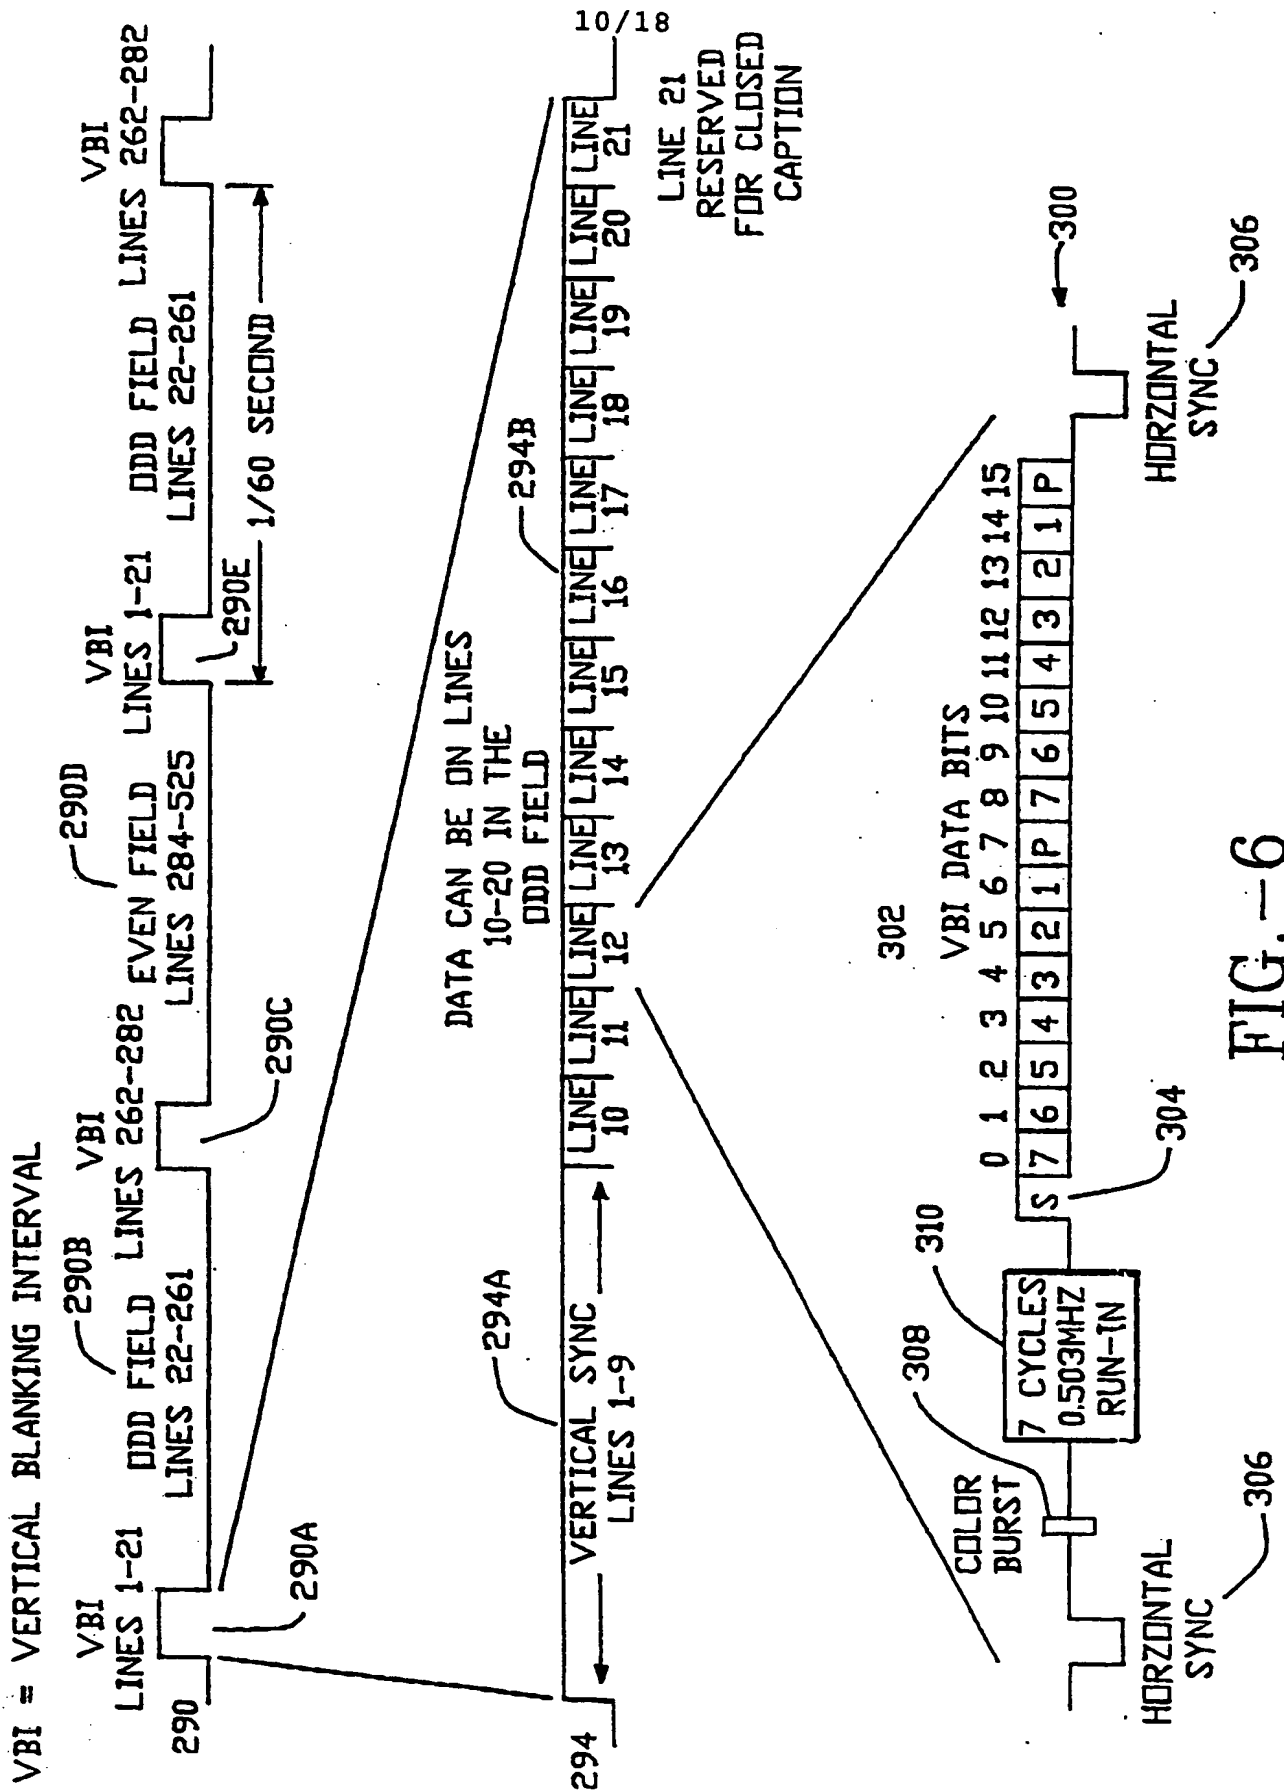 10/18
VBI = VERTICAL BLANKING INTERVAL
VBI
LINES 1-21
ODD FIELD
LINES 22-261
290B
VBI
LINES 262-282
EVEN FIELD
LINES 284-525
290D
VBI
LINES 1-21
ODD FIELD
LINES 22-261
VBI
LINES 262-282
290
290A
290C
290E
1/60 SECOND
DATA CAN BE ON LINES
10-20 IN THE
ODD FIELD
294
294A
294B
VERTICAL SYNC
LINES 1-9
LINE LINE LINE LINE LINE LINE LINE LINE LINE LINE LINE LINE
10 11 12 13 14 15 16 17 18 19 20 21
LINE 21
RESERVED
FOR CLOSED
CAPTION
302
VBI DATA BITS
0 1 2 3 4 5 6 7 8 9 10 11 12 13 14 15
S 7 6 5 4 3 2 1 P 7 6 5 4 3 2 1 P
300
304
310
7 CYCLES
0.503MHZ
RUN-IN
308
COLOR
BURST
HORZONTAL
SYNC
306
HORZONTAL
SYNC
306
FIG.-6